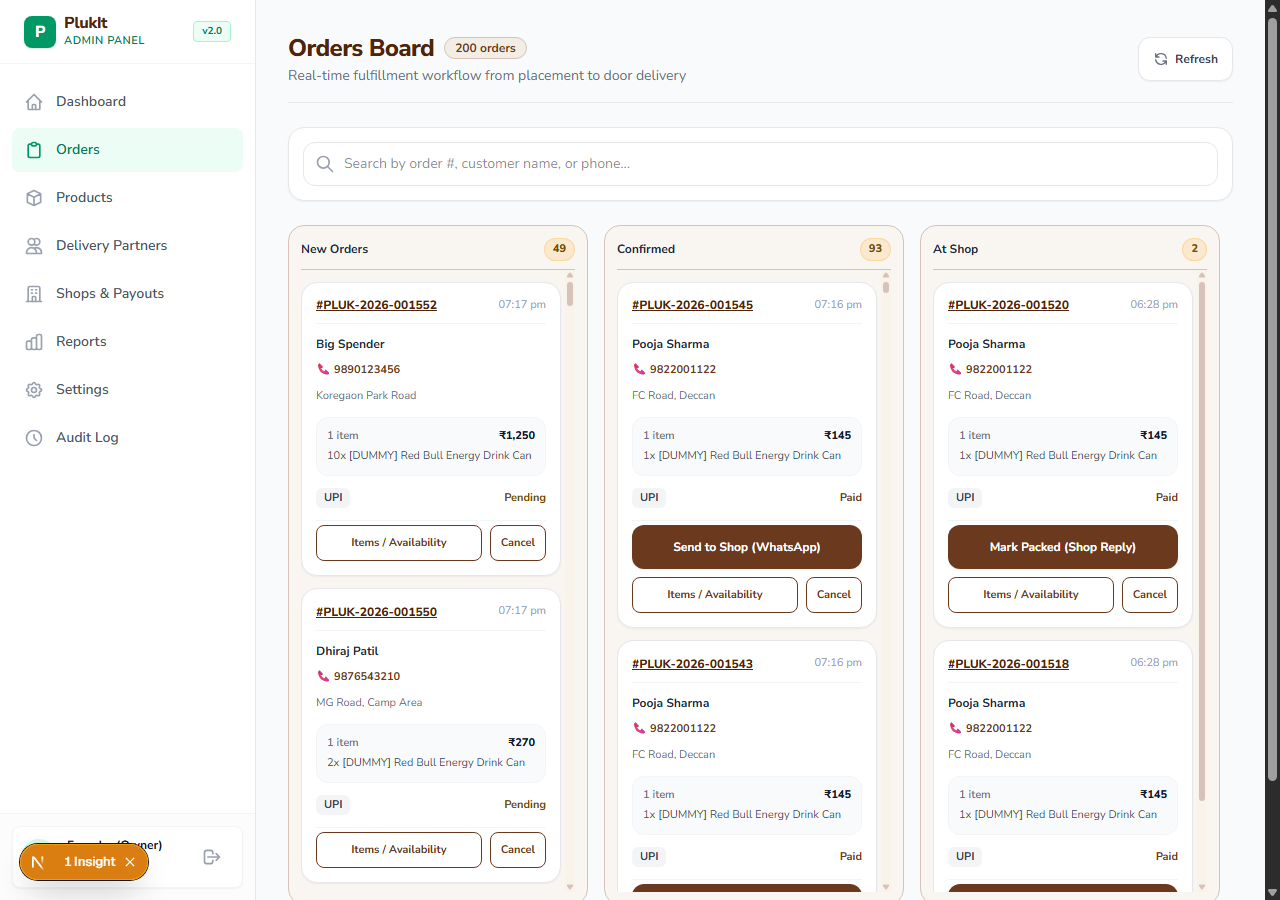 P
PlukIt
ADMIN PANEL
v2.0
Dashboard
Orders
Products
Delivery Partners
Shops & Payouts
Reports
Settings
Audit Log
1 Insight
Orders Board
200 orders
Real-time fulfillment workflow from placement to door delivery
Refresh
Search by order #, customer name, or phone...
New Orders
49
#PLUK-2026-001552
07:17 pm
Big Spender
9890123456
Koregaon Park Road
1 item
₹1,250
10x [DUMMY] Red Bull Energy Drink Can
UPI
Pending
Items / Availability
Cancel
#PLUK-2026-001550
07:17 pm
Dhiraj Patil
9876543210
MG Road, Camp Area
1 item
₹270
2x [DUMMY] Red Bull Energy Drink Can
UPI
Pending
Items / Availability
Cancel
Confirmed
93
#PLUK-2026-001545
07:16 pm
Pooja Sharma
9822001122
FC Road, Deccan
1 item
₹145
1x [DUMMY] Red Bull Energy Drink Can
UPI
Paid
Send to Shop (WhatsApp)
Items / Availability
Cancel
#PLUK-2026-001543
07:16 pm
Pooja Sharma
9822001122
FC Road, Deccan
1 item
₹145
1x [DUMMY] Red Bull Energy Drink Can
UPI
Paid
At Shop
2
#PLUK-2026-001520
06:28 pm
Pooja Sharma
9822001122
FC Road, Deccan
1 item
₹145
1x [DUMMY] Red Bull Energy Drink Can
UPI
Paid
Mark Packed (Shop Reply)
Items / Availability
Cancel
#PLUK-2026-001518
06:28 pm
Pooja Sharma
9822001122
FC Road, Deccan
1 item
₹145
1x [DUMMY] Red Bull Energy Drink Can
UPI
Paid